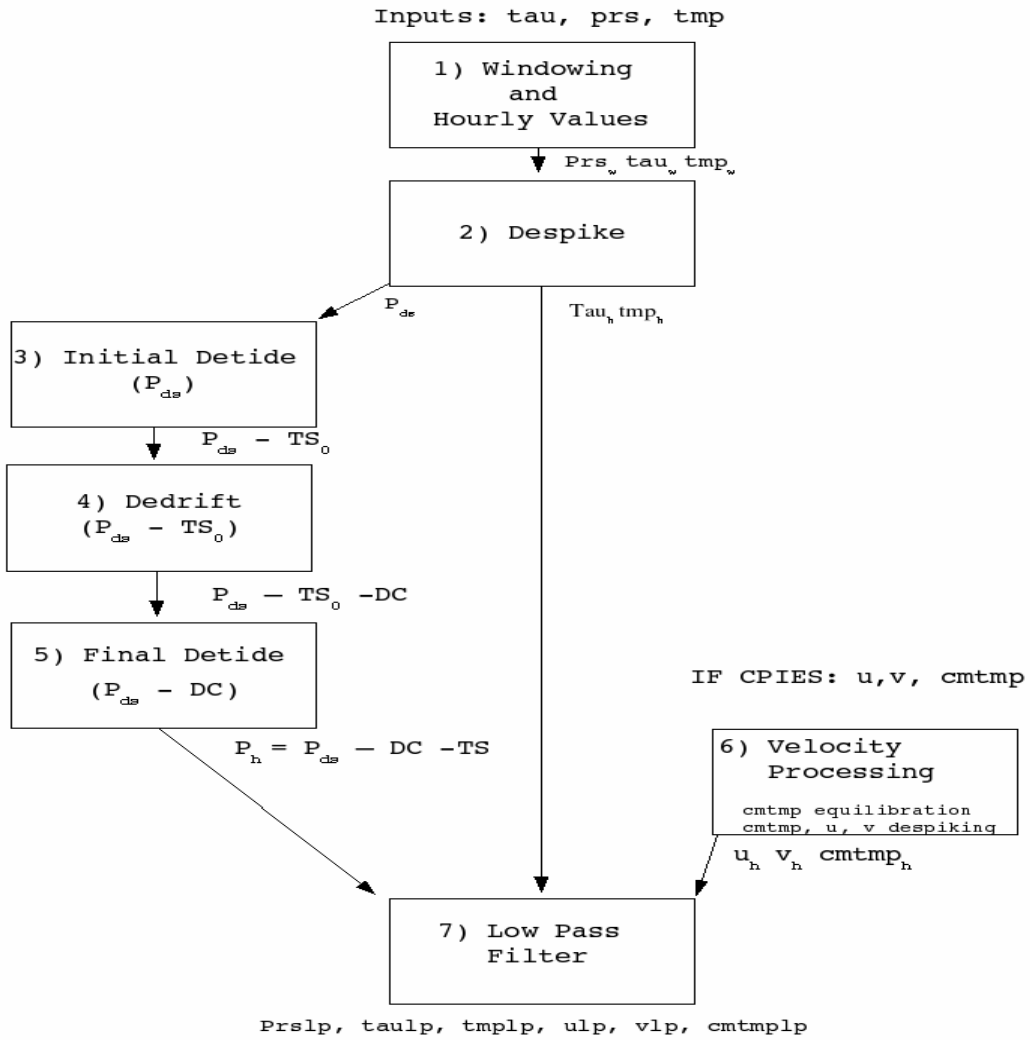 Inputs: tau, prs, tmp
1) Windowing
and
Hourly Values
Prs_w tau_w tmp_w
2) Despike
P_ds
Tau_h tmp_h
3) Initial Detide
(P_ds)
P_ds - TS_0
4) Dedrift
(P_ds - TS_0)
P_ds - TS_0 -DC
5) Final Detide
(P_ds - DC)
IF CPIES: u,v, cmtmp
P_h = P_ds - DC -TS
6) Velocity
Processing
cmtmp equilibration
cmtmp, u, v despiking
u_h v_h cmtmp_h
7) Low Pass
Filter
Prslp, taulp, tmplp, ulp, vlp, cmtmplp